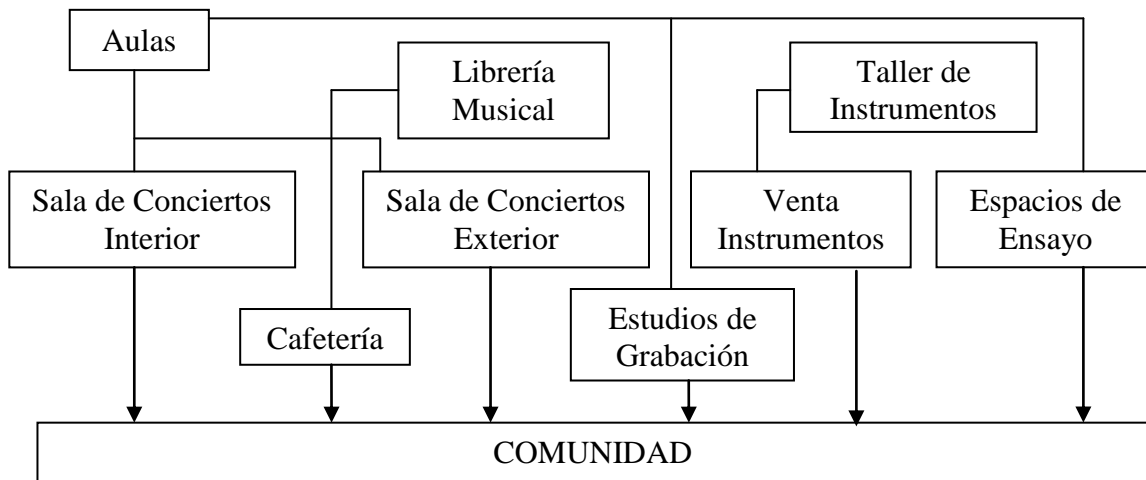 Aulas
Librería
Musical
Taller de
Instrumentos
Sala de Conciertos
Interior
Sala de Conciertos
Exterior
Venta
Instrumentos
Espacios de
Ensayo
Cafetería
Estudios de
Grabación
COMUNIDAD